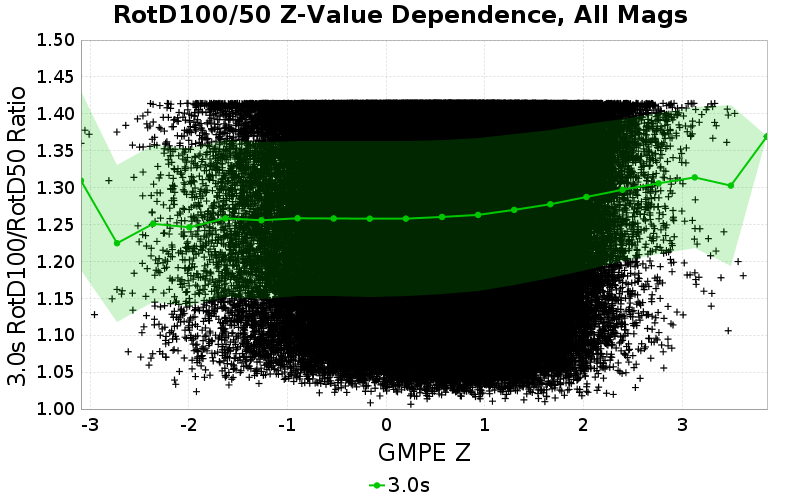 RotD100/50 Z-Value Dependence, All Mags
3.0s RotD100/RotD50 Ratio
1.50
1.45
1.40
1.35
1.30
1.25
1.20
1.15
1.10
1.05
1.00
-3 -2 -1 0 1 2 3
GMPE Z
3.0s